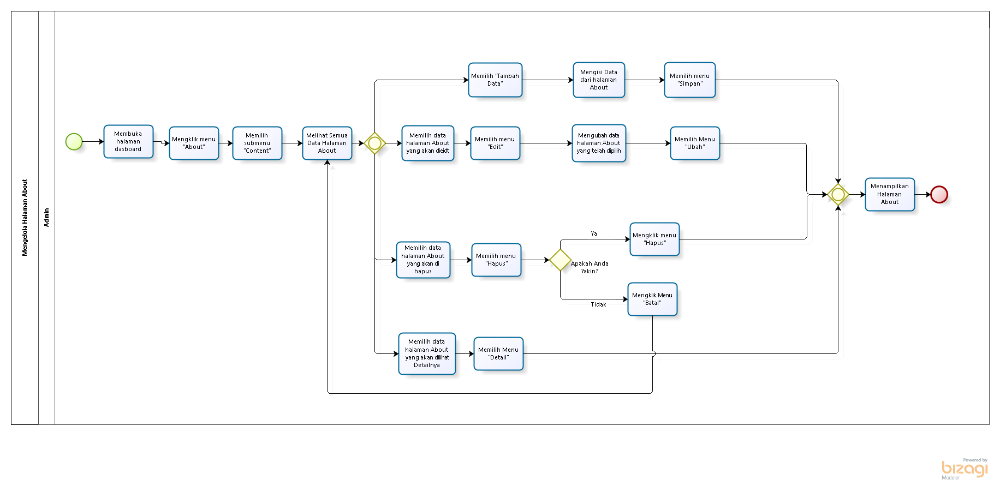 Mengelola Halaman About
Admin
Membuka
halaman
dasboard
Mengklik menu
"About"
Memilih
submenu
"Content"
Melihat Semua
Data Halaman
About
Memilih "Tambah
Data"
Mengisi Data
dari halaman
About
Memilih menu
"Simpan"
Memilih data
halaman About
yang akan dieidt
Memilih menu
"Edit"
Mengubah data
halaman About
yang telah dipilih
Memilih Menu
"Ubah"
Memilih data
halaman About
yang akan di
hapus
Memilih menu
"Hapus"
Apakah Anda
Yakin?
Ya
Mengklik menu
"Hapus"
Tidak
Mengklik Menu
"Batal"
Memilih data
halaman About
yang akan dilihat
Detailnya
Memilih Menu
"Detail"
Menampilkan
Halaman
About
Powered by
bizagi
Modeler